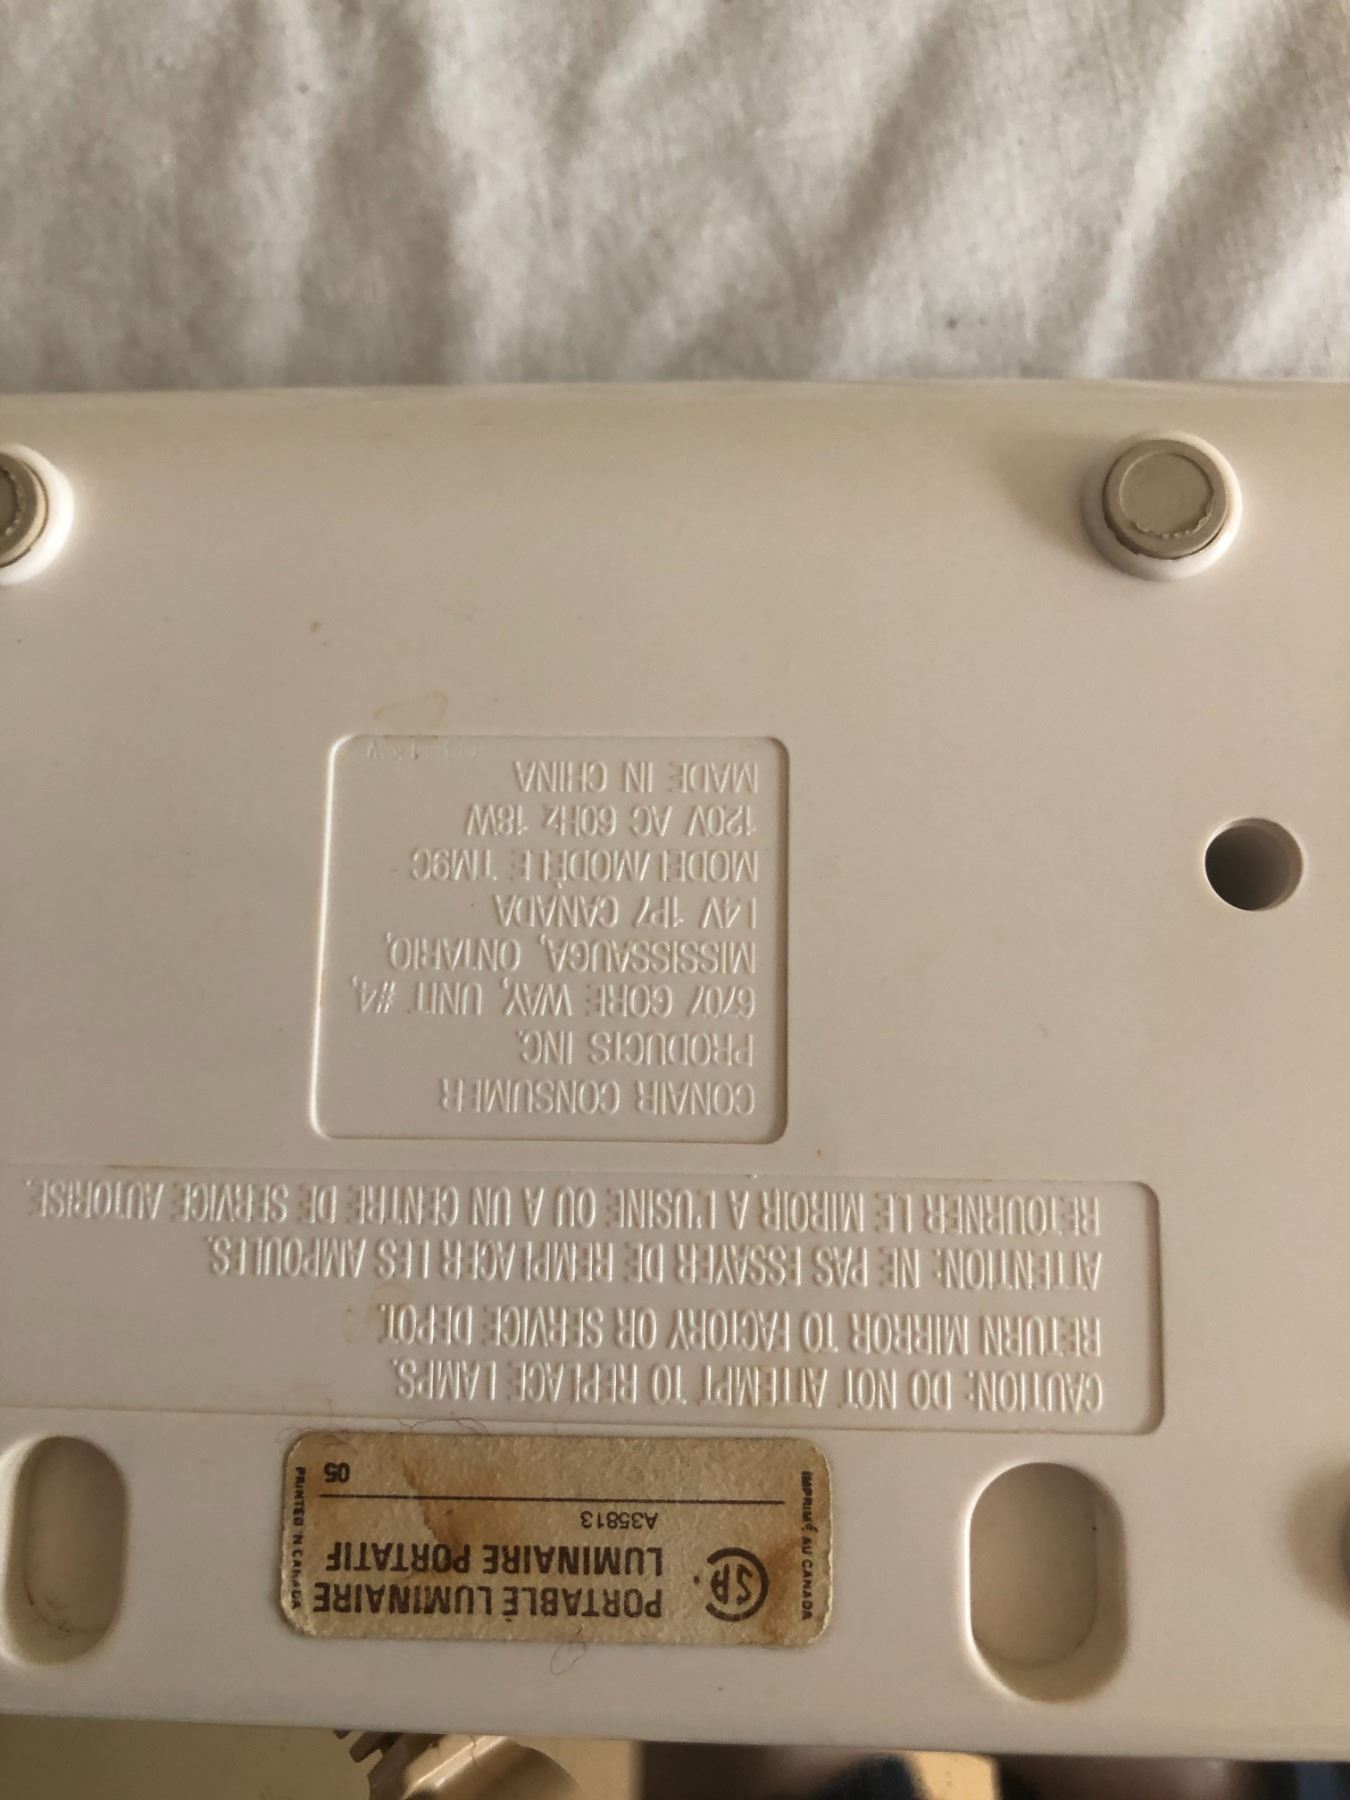 PORTABLE LUMINAIRE
LUMINAIRE PORTATIF
A35813
05
IMPRIMÉ AU CANADA
PRINTED IN CANADA
CAUTION: DO NOT ATTEMPT TO REPLACE LAMPS.
RETURN MIRROR TO FACTORY OR SERVICE DEPOT.
ATTENTION: NE PAS ESSAYER DE REMPLACER LES AMPOULES.
RETOURNER LE MIROIR A L'USINE OU A UN CENTRE DE SERVICE AUTORISE.
CONAIR CONSUMER
PRODUCTS INC.
6707 GORE WAY, UNIT #4,
MISSISSAUGA, ONTARIO,
L4V 1P7 CANADA
MODEL/MODÈLE TM9C
120V AC 60Hz 18W
MADE IN CHINA